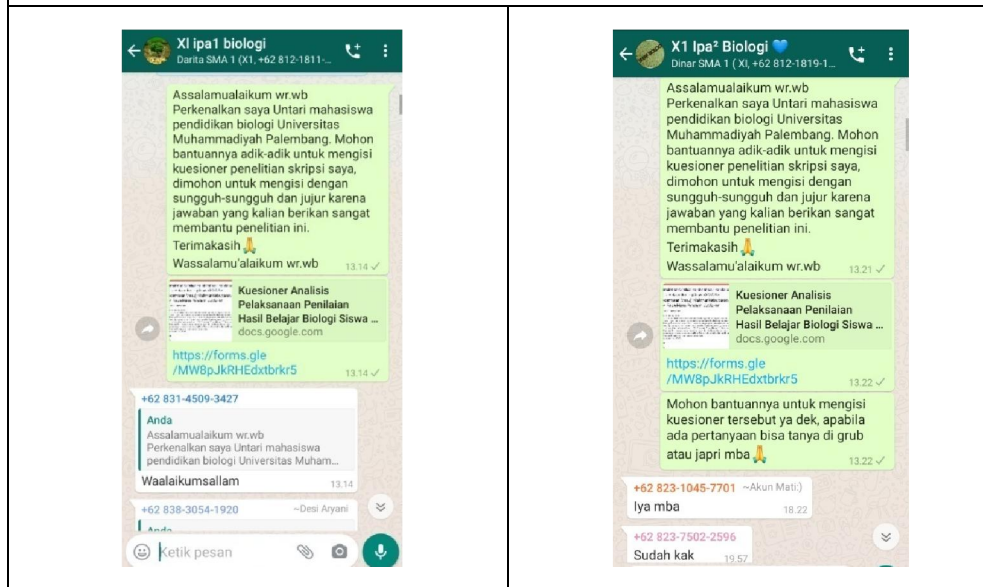 XI ipa1 biologi
Darita SMA 1 (X1, +62 812-1811-...
Assalamualaikum wr.wb
Perkenalkan saya Untari mahasiswa
pendidikan biologi Universitas
Muhammadiyah Palembang. Mohon
bantuannya adik-adik untuk mengisi
kuesioner penelitian skripsi saya,
dimohon untuk mengisi dengan
sungguh-sungguh dan jujur karena
jawaban yang kalian berikan sangat
membantu penelitian ini.
Terimakasih🙏
Wassalamu'alaikum wr.wb 13.14
Kuesioner Analisis
Pelaksanaan Penilaian
Hasil Belajar Biologi Siswa ...
docs.google.com
https://forms.gle
/MW8pJkRHEdxtbrkr5 13.14
+62 831-4509-3427
Anda
Assalamualaikum wr.wb
Perkenalkan saya Untari mahasiswa
pendidikan biologi Universitas Muham...
Waalaikumsallam 13.14
+62 838-3054-1920 ~Desi Aryani
Anda
Ketik pesan
X1 Ipa² Biologi 💙
Dinar SMA 1 ( XI, +62 812-1819-1...
Assalamualaikum wr.wb
Perkenalkan saya Untari mahasiswa
pendidikan biologi Universitas
Muhammadiyah Palembang. Mohon
bantuannya adik-adik untuk mengisi
kuesioner penelitian skripsi saya,
dimohon untuk mengisi dengan
sungguh-sungguh dan jujur karena
jawaban yang kalian berikan sangat
membantu penelitian ini.
Terimakasih🙏
Wassalamu'alaikum wr.wb 13.21
Kuesioner Analisis
Pelaksanaan Penilaian
Hasil Belajar Biologi Siswa ...
docs.google.com
https://forms.gle
/MW8pJkRHEdxtbrkr5 13.22
Mohon bantuannya untuk mengisi
kuesioner tersebut ya dek, apabila
ada pertanyaan bisa tanya di grub
atau japri mba🙏 13.22
+62 823-1045-7701 ~Akun Mati:)
Iya mba 18.22
+62 823-7502-2596
Sudah kak 19.57